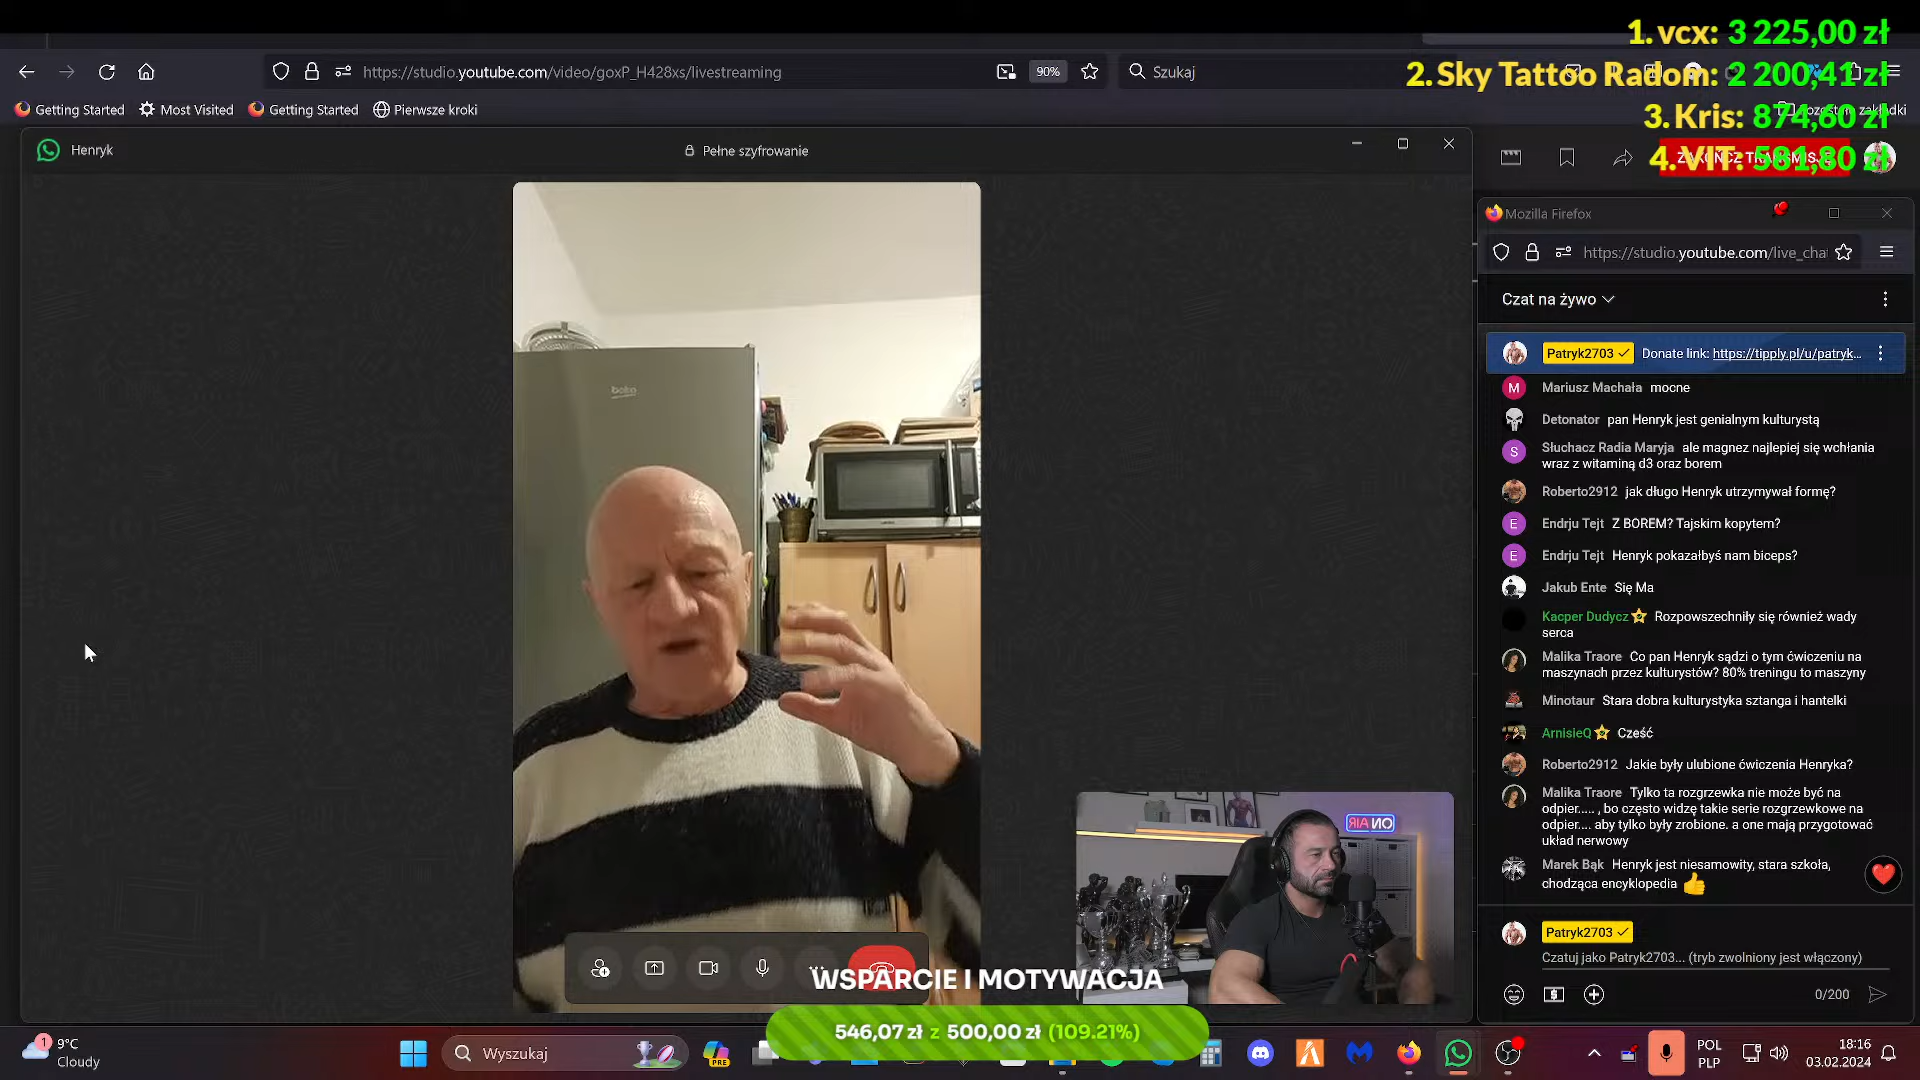 1. vcx: 3 225,00 zł
2. Sky Tattoo Radom: 2 200,41 zł
3. Kris: 874,60 zł
4. VIT: 581,80 zł
https://studio.youtube.com/video/goxP_H428xs/livestreaming
90%
Szukaj
Getting Started
Most Visited
Getting Started
Pierwsze kroki
Henryk
Pełne szyfrowanie
beko
ON AIR
Mozilla Firefox
https://studio.youtube.com/live_cha
Czat na żywo
Patryk2703 Donate link: https://tipply.pl/u/patryk...
M Mariusz Machała mocne
Detonator pan Henryk jest genialnym kulturystą
S Słuchacz Radia Maryja ale magnez najlepiej się wchłania
wraz z witaminą d3 oraz borem
Roberto2912 jak długo Henryk utrzymywał formę?
E Endrju Tejt Z BOREM? Tajskim kopytem?
E Endrju Tejt Henryk pokazałbyś nam biceps?
Jakub Ente Się Ma
Kacper Dudycz Rozpowszechniły się również wady
serca
Malika Traore Co pan Henryk sądzi o tym ćwiczeniu na
maszynach przez kulturystów? 80% treningu to maszyny
Minotaur Stara dobra kulturystyka sztanga i hantelki
ArnisieQ Cześć
Roberto2912 Jakie były ulubione ćwiczenia Henryka?
Malika Traore Tylko ta rozgrzewka nie może być na
odpier..... , bo często widzę takie serie rozgrzewkowe na
odpier.... aby tylko były zrobione. a one mają przygotować
układ nerwowy
Marek Bąk Henryk jest niesamowity, stara szkoła,
chodząca encyklopedia
Patryk2703
Czatuj jako Patryk2703... (tryb zwolniony jest włączony)
0/200
WSPARCIE I MOTYWACJA
546,07 zł z 500,00 zł (109.21%)
1
9°C
Cloudy
Wyszukaj
PRE
POL
PLP
18:16
03.02.2024